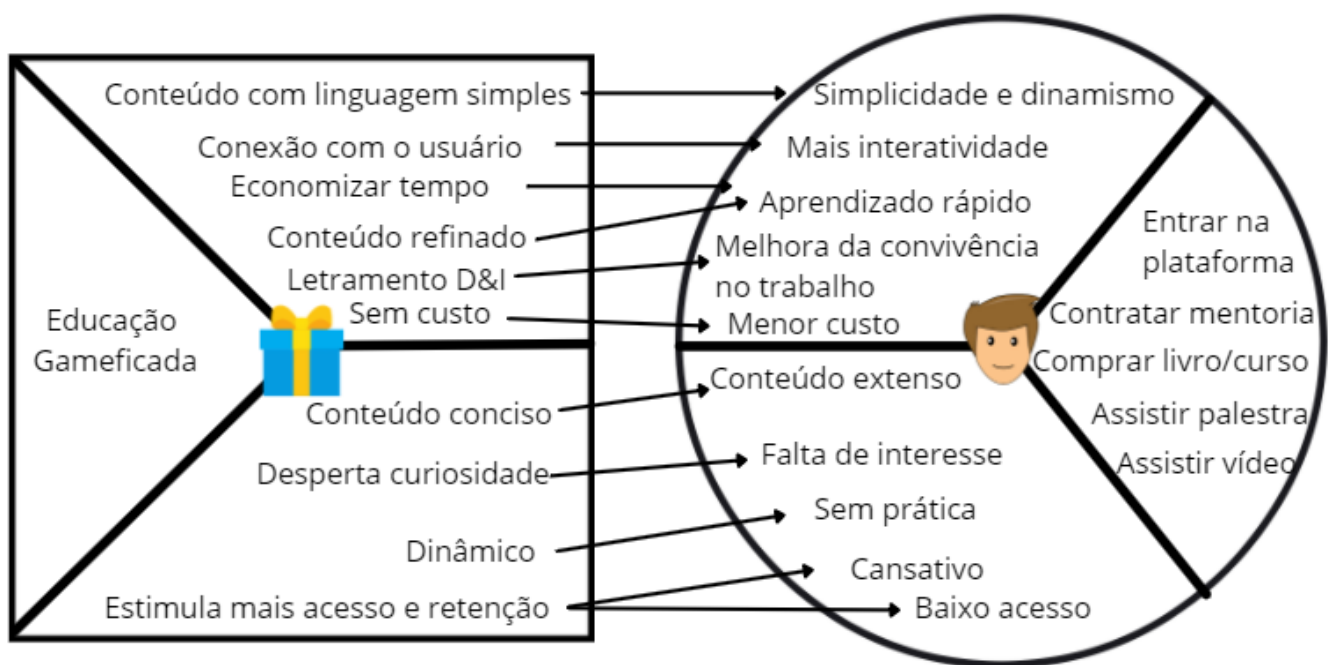 Conteúdo com linguagem simples
Conexão com o usuário
Economizar tempo
Conteúdo refinado
Letramento D&I
Sem custo
Educação
Gameficada
Conteúdo conciso
Desperta curiosidade
Dinâmico
Estimula mais acesso e retenção
Simplicidade e dinamismo
Mais interatividade
Aprendizado rápido
Melhora da convivência
no trabalho
Menor custo
Conteúdo extenso
Falta de interesse
Sem prática
Cansativo
Baixo acesso
Entrar na
plataforma
Contratar mentoria
Comprar livro/curso
Assistir palestra
Assistir vídeo